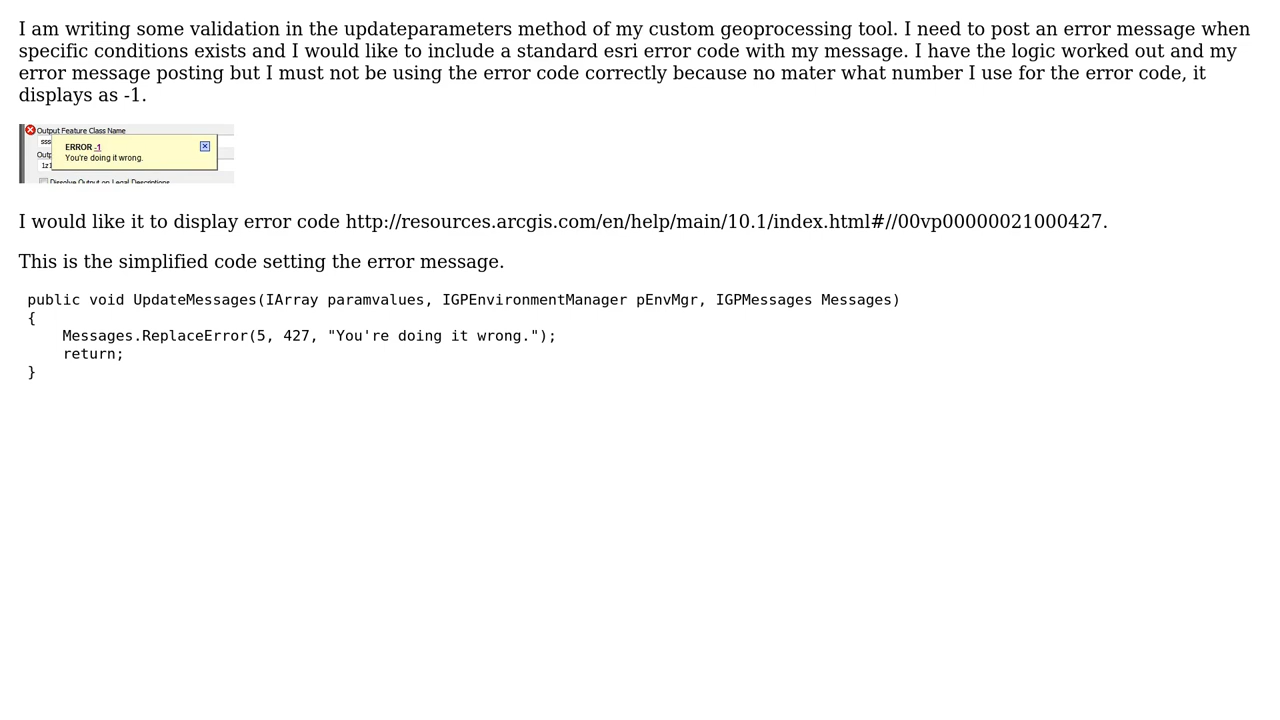 I am writing some validation in the updateparameters method of my custom geoprocessing tool. I need to post an error message when
specific conditions exists and I would like to include a standard esri error code with my message. I have the logic worked out and my
error message posting but I must not be using the error code correctly because no mater what number I use for the error code, it
displays as -1.
Output Feature Class Name
sss
ERROR -1
You're doing it wrong.
Outp
1z1
Dissolve Output on Legal Descriptions
I would like it to display error code http://resources.arcgis.com/en/help/main/10.1/index.html#//00vp00000021000427.
This is the simplified code setting the error message.
public void UpdateMessages(IArray paramvalues, IGPEnvironmentManager pEnvMgr, IGPMessages Messages)
{
    Messages.ReplaceError(5, 427, "You're doing it wrong.");
    return;
}